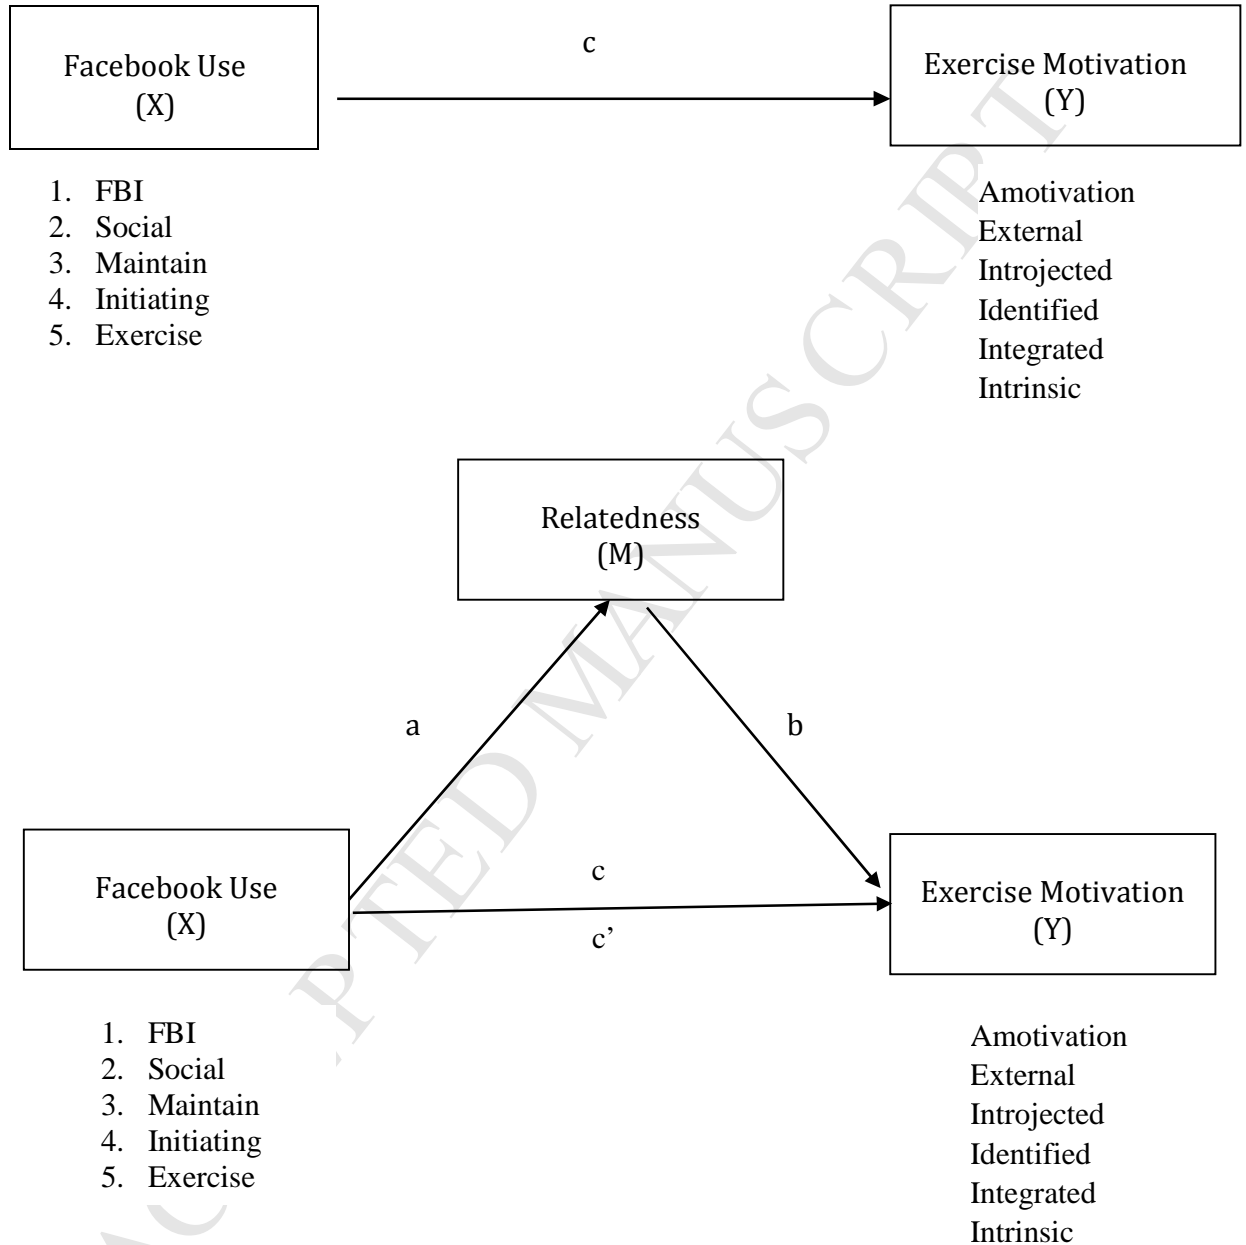 c
Facebook Use
(X)
Exercise Motivation
(Y)
1. FBI
2. Social
3. Maintain
4. Initiating
5. Exercise
Amotivation
External
Introjected
Identified
Integrated
Intrinsic
Relatedness
(M)
a
b
Facebook Use
(X)
c
c’
Exercise Motivation
(Y)
1. FBI
2. Social
3. Maintain
4. Initiating
5. Exercise
Amotivation
External
Introjected
Identified
Integrated
Intrinsic
PTED MANUSCRIPT